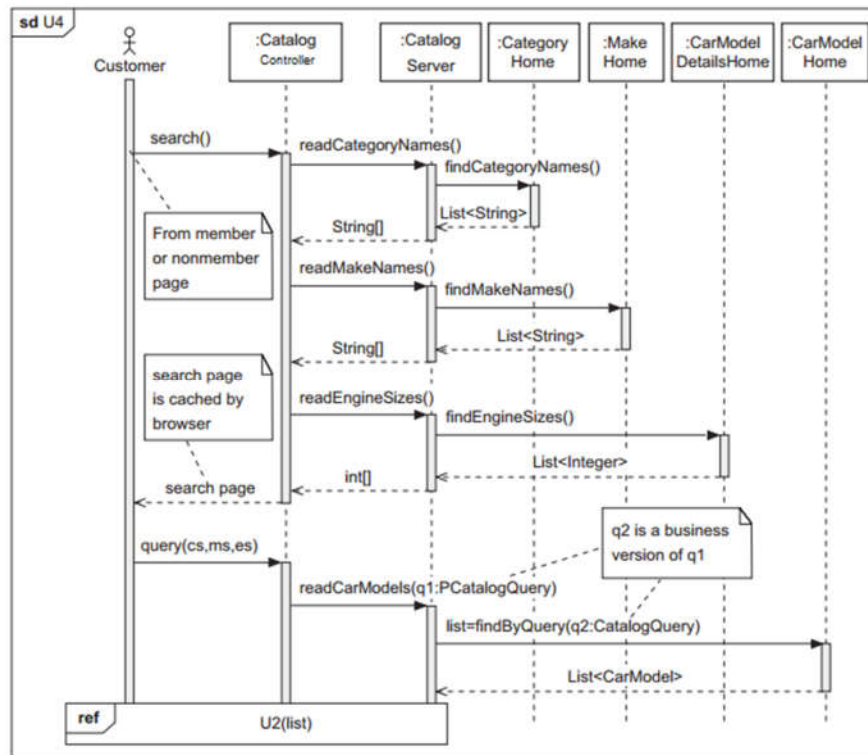 sd U4
Customer
:Catalog
Controller
:Catalog
Server
:Category
Home
:Make
Home
:CarModel
DetailsHome
:CarModel
Home
search()
readCategoryNames()
findCategoryNames()
List<String>
String[]
From member
or nonmember
page
readMakeNames()
findMakeNames()
List<String>
String[]
search page
is cached by
browser
readEngineSizes()
findEngineSizes()
List<Integer>
int[]
search page
q2 is a business
version of q1
query(cs,ms,es)
readCarModels(q1:PCatalogQuery)
list=findByQuery(q2:CatalogQuery)
List<CarModel>
ref
U2(list)